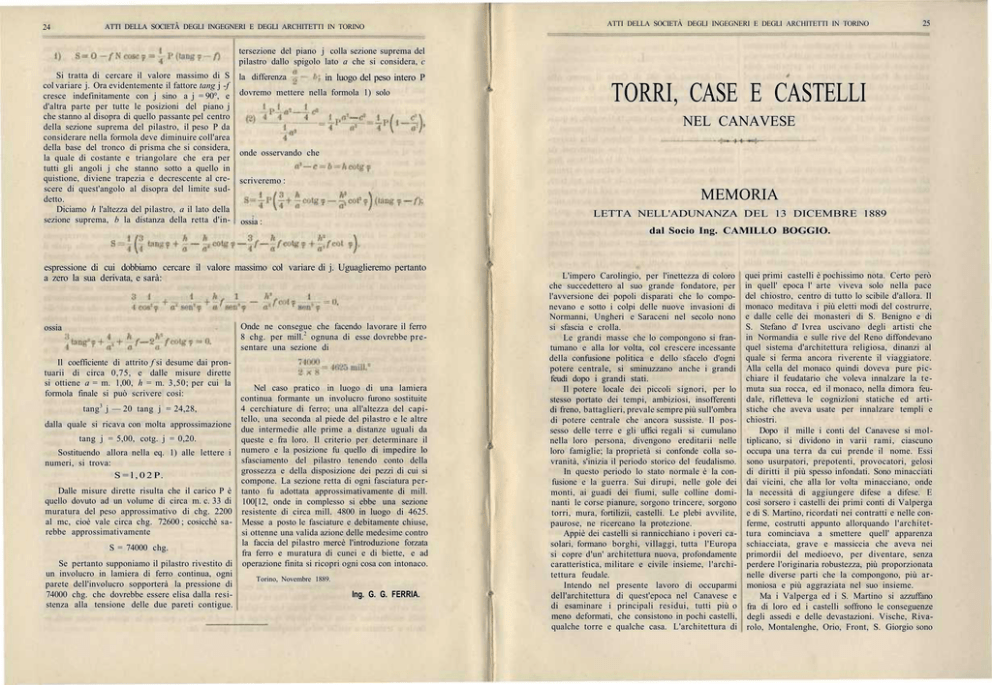 24 ATTI DELLA SOCIETÀ DEGLI INGEGNERI E DEGLI ARCHITETTI IN TORINO
1) S = O − f N cosc φ = 1/4 P (tang φ − f)
Si tratta di cercare il valore massimo di S
col variare j. Ora evidentemente il fattore tang j -f
cresce indefinitamente con j sino a j = 90°, e
d'altra parte per tutte le posizioni del piano j
che stanno al disopra di quello passante pel centro
della sezione suprema del pilastro, il peso P da
considerare nella formola deve diminuire coll'area
della base del tronco di prisma che si considera,
la quale di costante e triangolare che era per
tutti gli angoli j che stanno sotto a quello in
quistione, diviene trapezia e decrescente al cre-
scere di quest'angolo al disopra del limite sud-
detto.
Diciamo h l'altezza del pilastro, a il lato della
sezione suprema, b la distanza della retta d'in-
tersezione del piano j colla sezione suprema del
pilastro dallo spigolo lato a che si considera, c
la differenza a/2 − b; in luogo del peso intero P
dovremo mettere nella formola 1) solo
(2)
onde osservando che
a² − c = b = h cotg φ
scriveremo :
S = 1/4 P (3/4 + h/a cotg φ − h²/a² cot² φ) (tang φ − f),
ossia :
S = 1/4 (3/4 tang φ + h/a − h/a² cotg φ − 3/4 f − h/a f cotg φ + h²/a² f cot φ).
espressione di cui dobbiamo cercare il valore massimo col variare di j. Uguaglieremo pertanto
a zero la sua derivata, e sarà:
ossia
Il coefficiente di attrito f si desume dai pron-
tuarii di circa 0,75, e dalle misure dirette
si ottiene a = m. 1,00, h = m. 3,50; per cui la
formola finale si può scrivere così:
tang³ j — 20 tang j = 24,28,
dalla quale si ricava con molta approssimazione
tang j = 5,00, cotg. j = 0,20.
Sostituendo allora nella eq. 1) alle lettere i
numeri, si trova:
S = 1,02 P.
Dalle misure dirette risulta che il carico P è
quello dovuto ad un volume di circa m. c. 33 di
muratura del peso approssimativo di chg. 2200
al mc, cioè vale circa chg. 72600 ; cosicchè sa-
rebbe approssimativamente
S = 74000 chg.
Se pertanto supponiamo il pilastro rivestito di
un involucro in lamiera di ferro continua, ogni
parete dell'involucro sopporterà la pressione di
74000 chg. che dovrebbe essere elisa dalla resi-
stenza alla tensione delle due pareti contigue.
Onde ne consegue che facendo lavorare il ferro
8 chg. per mill.² ognuna di esse dovrebbe pre-
sentare una sezione di
74000 / 2 × 8 = 4625 mill.²
Nel caso pratico in luogo di una lamiera
continua formante un involucro furono sostituite
4 cerchiature di ferro; una all'altezza del capi-
tello, una seconda al piede del pilastro e le altre
due intermedie alle prime a distanze uguali da
queste e fra loro. Il criterio per determinare il
numero e la posizione fu quello di impedire lo
sfasciamento del pilastro tenendo conto della
grossezza e della disposizione dei pezzi di cui si
compone. La sezione retta di ogni fasciatura per-
tanto fu adottata approssimativamente di mill.
100[12, onde in complesso si ebbe una sezione
resistente di circa mill. 4800 in luogo di 4625.
Messe a posto le fasciature e debitamente chiuse,
si ottenne una valida azione delle medesime contro
la faccia del pilastro mercè l'introduzione forzata
fra ferro e muratura di cunei e di biette, e ad
operazione finita si ricoprì ogni cosa con intonaco.
Torino, Novembre 1889.
Ing. G. G. FERRIA.
ATTI DELLA SOCIETÀ DEGLI INGEGNERI E DEGLI ARCHITETTI IN TORINO 25
TORRI, CASE E CASTELLI
NEL CANAVESE
MEMORIA
LETTA NELL'ADUNANZA DEL 13 DICEMBRE 1889
dal Socio Ing. CAMILLO BOGGIO.
L'impero Carolingio, per l'inettezza di coloro
che succedettero al suo grande fondatore, per
l'avversione dei popoli disparati che lo compo-
nevano e sotto i colpi delle nuove invasioni di
Normanni, Ungheri e Saraceni nel secolo nono
si sfascia e crolla.
Le grandi masse che lo compongono si fran-
tumano e alla lor volta, col crescere incessante
della confusione politica e dello sfacelo d'ogni
potere centrale, si sminuzzano anche i grandi
feudi dopo i grandi stati.
Il potere locale dei piccoli signori, per lo
stesso portato dei tempi, ambiziosi, insofferenti
di freno, battaglieri, prevale sempre più sull'ombra
di potere centrale che ancora sussiste. Il pos-
sesso delle terre e gli uffici regali si cumulano
nella loro persona, divengono ereditarii nelle
loro famiglie; la proprietà si confonde colla so-
vranità, s'inizia il periodo storico del feudalismo.
In questo periodo lo stato normale è la con-
fusione e la guerra. Sui dirupi, nelle gole dei
monti, ai guadi dei fiumi, sulle colline domi-
nanti le corse pianure, sorgono trincere, sorgono
torri, mura, fortilizii, castelli. Le plebi avvilite,
paurose, ne ricercano la protezione.
Appiè dei castelli si rannicchiano i poveri ca-
solari, formano borghi, villaggi, tutta l'Europa
si copre d'un' architettura nuova, profondamente
caratteristica, militare e civile insieme, l'archi-
tettura feudale.
Intendo nel presente lavoro di occuparmi
dell'architettura di quest'epoca nel Canavese e
di esaminare i principali residui, tutti più o
meno deformati, che consistono in pochi castelli,
qualche torre e qualche casa. L'architettura di
quei primi castelli è pochissimo nota. Certo però
in quell' epoca l' arte viveva solo nella pace
del chiostro, centro di tutto lo scibile d'allora. Il
monaco meditava i più eletti modi del costrurre,
e dalle celle dei monasteri di S. Benigno e di
S. Stefano d' Ivrea uscivano degli artisti che
in Normandia e sulle rive del Reno diffondevano
quel sistema d'architettura religiosa, dinanzi al
quale si ferma ancora riverente il viaggiatore.
Alla cella del monaco quindi doveva pure pic-
chiare il feudatario che voleva innalzare la te-
muta sua rocca, ed il monaco, nella dimora feu-
dale, rifletteva le cognizioni statiche ed arti-
stiche che aveva usate per innalzare templi e
chiostri.
Dopo il mille i conti del Canavese si mol-
tiplicano, si dividono in varii rami, ciascuno
occupa una terra da cui prende il nome. Essi
sono usurpatori, prepotenti, provocatori, gelosi
di diritti il più spesso infondati. Sono minacciati
dai vicini, che alla lor volta minacciano, onde
la necessità di aggiungere difese a difese. E
così sorsero i castelli dei primi conti di Valperga
e di S. Martino, ricordati nei contratti e nelle con-
ferme, costrutti appunto allorquando l'architet-
tura cominciava a smettere quell' apparenza
schiacciata, grave e massiccia che aveva nei
primordii del medioevo, per diventare, senza
perdere l'originaria robustezza, più proporzionata
nelle diverse parti che la compongono, più ar-
moniosa e più aggraziata nel suo insieme.
Ma i Valperga ed i S. Martino si azzuffano
fra di loro ed i castelli soffrono le conseguenze
degli assedi e delle devastazioni. Vische, Riva-
rolo, Montalenghe, Orio, Front, S. Giorgio sono